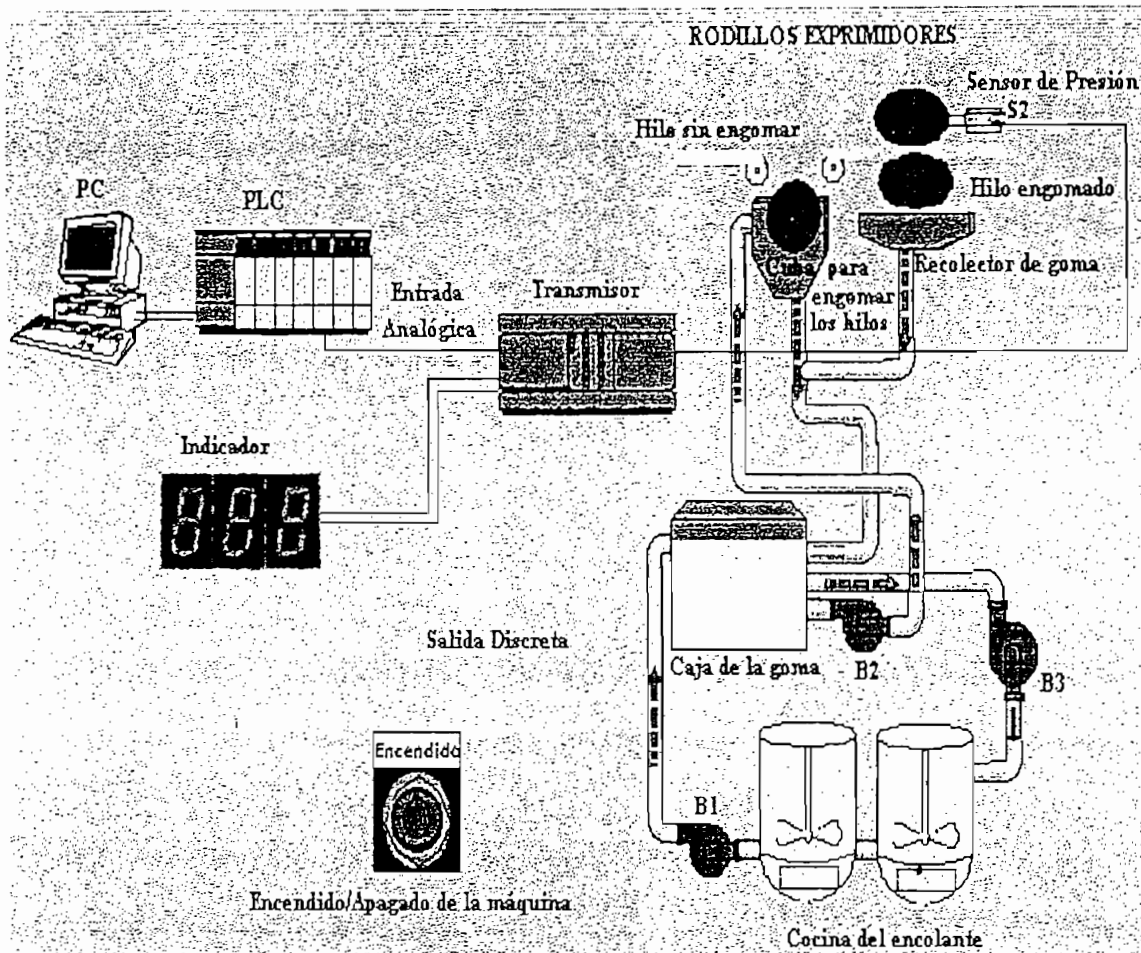 RODILLOS EXPRIMIDORES
Sensor de Presión
S2
Hilo sin engomar
PC
PLC
Hilo engomado
Entrada
Analógica
Transmisor
Cuba para
engomar
los hilos
Recolector de goma
Indicador
Salida Discreta
Caja de la goma
B2
B3
Encendido
B1
Encendido/Apagado de la máquina
Cocina del encolante